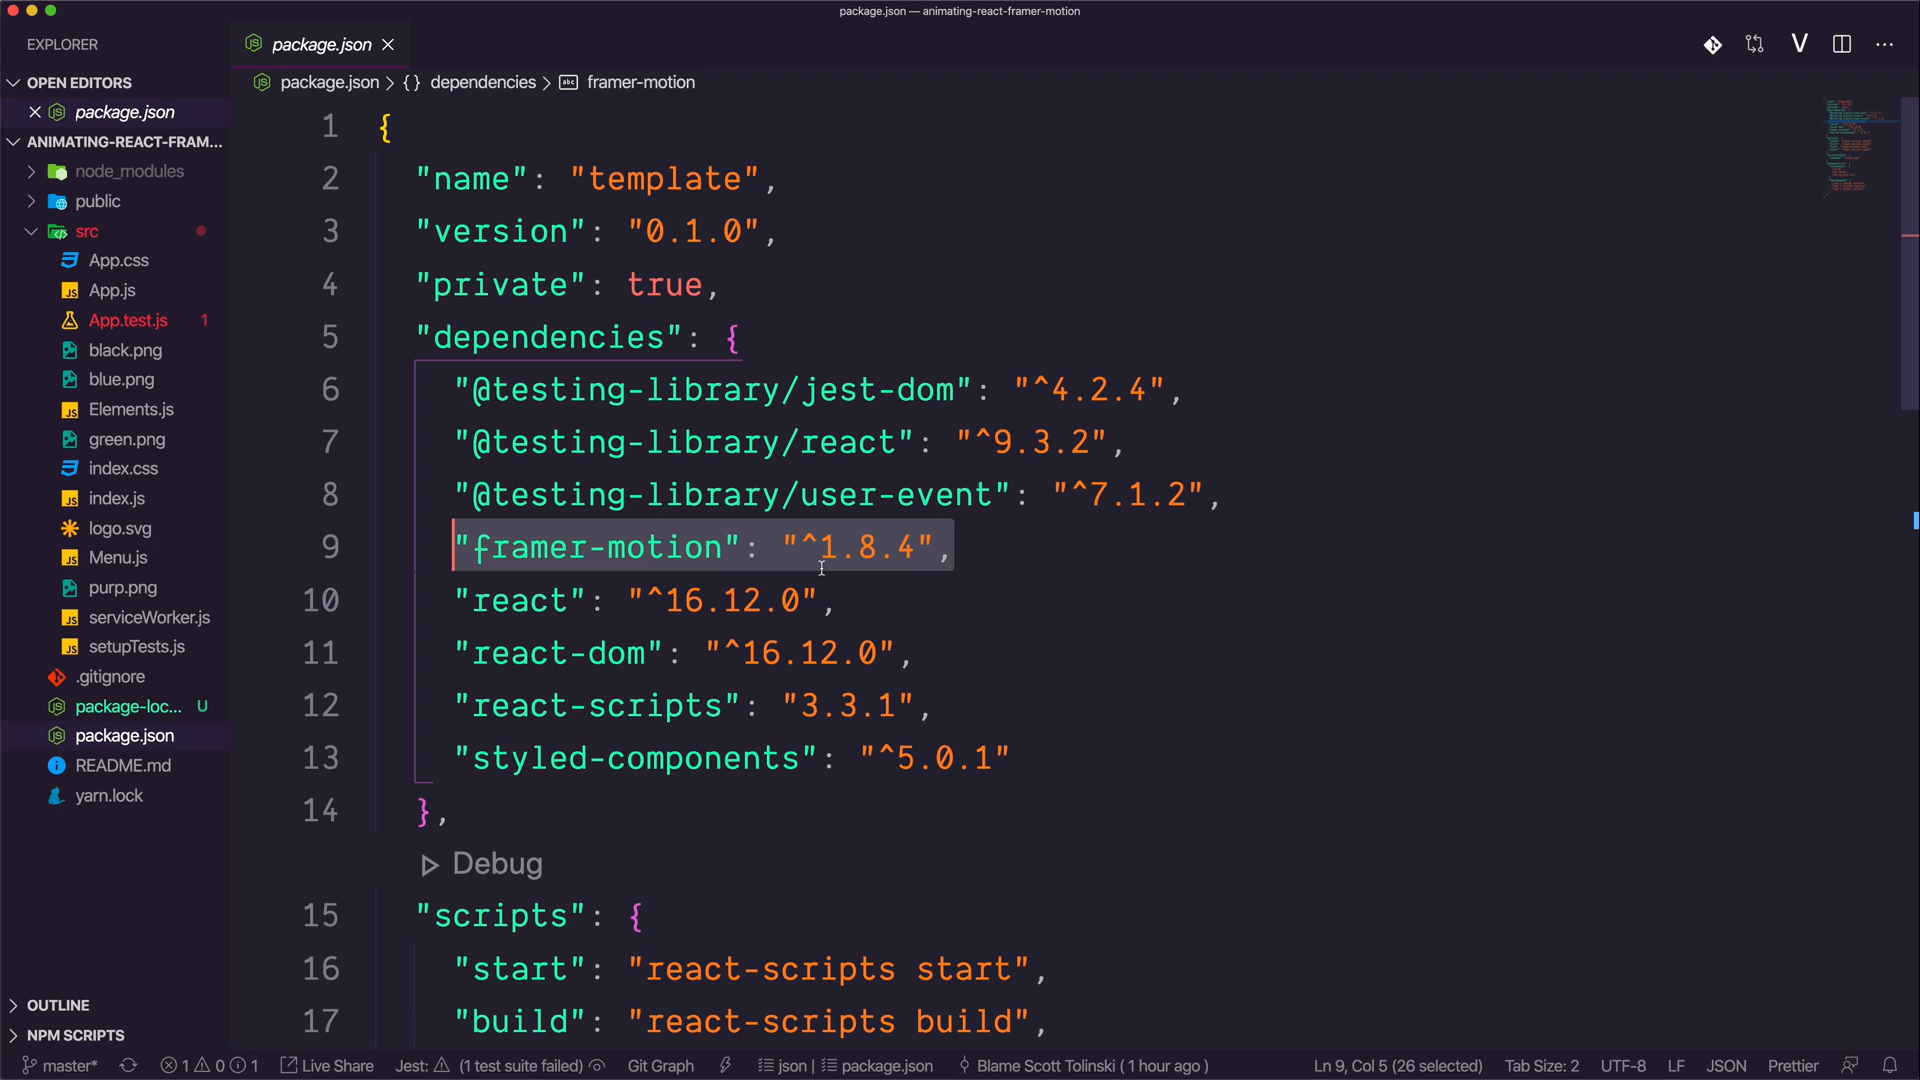 package.json — animating-react-framer-motion
EXPLORER
OPEN EDITORS
package.json
ANIMATING-REACT-FRAM...
node_modules
public
src
App.css
App.js
App.test.js 1
black.png
blue.png
Elements.js
green.png
index.css
index.js
logo.svg
Menu.js
purp.png
serviceWorker.js
setupTests.js
.gitignore
package-loc... U
package.json
README.md
yarn.lock
OUTLINE
NPM SCRIPTS
package.json
package.json > {} dependencies > abc framer-motion
1 {
2 "name": "template",
3 "version": "0.1.0",
4 "private": true,
5 "dependencies": {
6 "@testing-library/jest-dom": "^4.2.4",
7 "@testing-library/react": "^9.3.2",
8 "@testing-library/user-event": "^7.1.2",
9 "framer-motion": "^1.8.4",
10 "react": "^16.12.0",
11 "react-dom": "^16.12.0",
12 "react-scripts": "3.3.1",
13 "styled-components": "^5.0.1"
14 },
Debug
15 "scripts": {
16 "start": "react-scripts start",
17 "build": "react-scripts build",
master* 1 0 1 Live Share Jest: (1 test suite failed) Git Graph json | package.json Blame Scott Tolinski ( 1 hour ago ) Ln 9, Col 5 (26 selected) Tab Size: 2 UTF-8 LF JSON Prettier